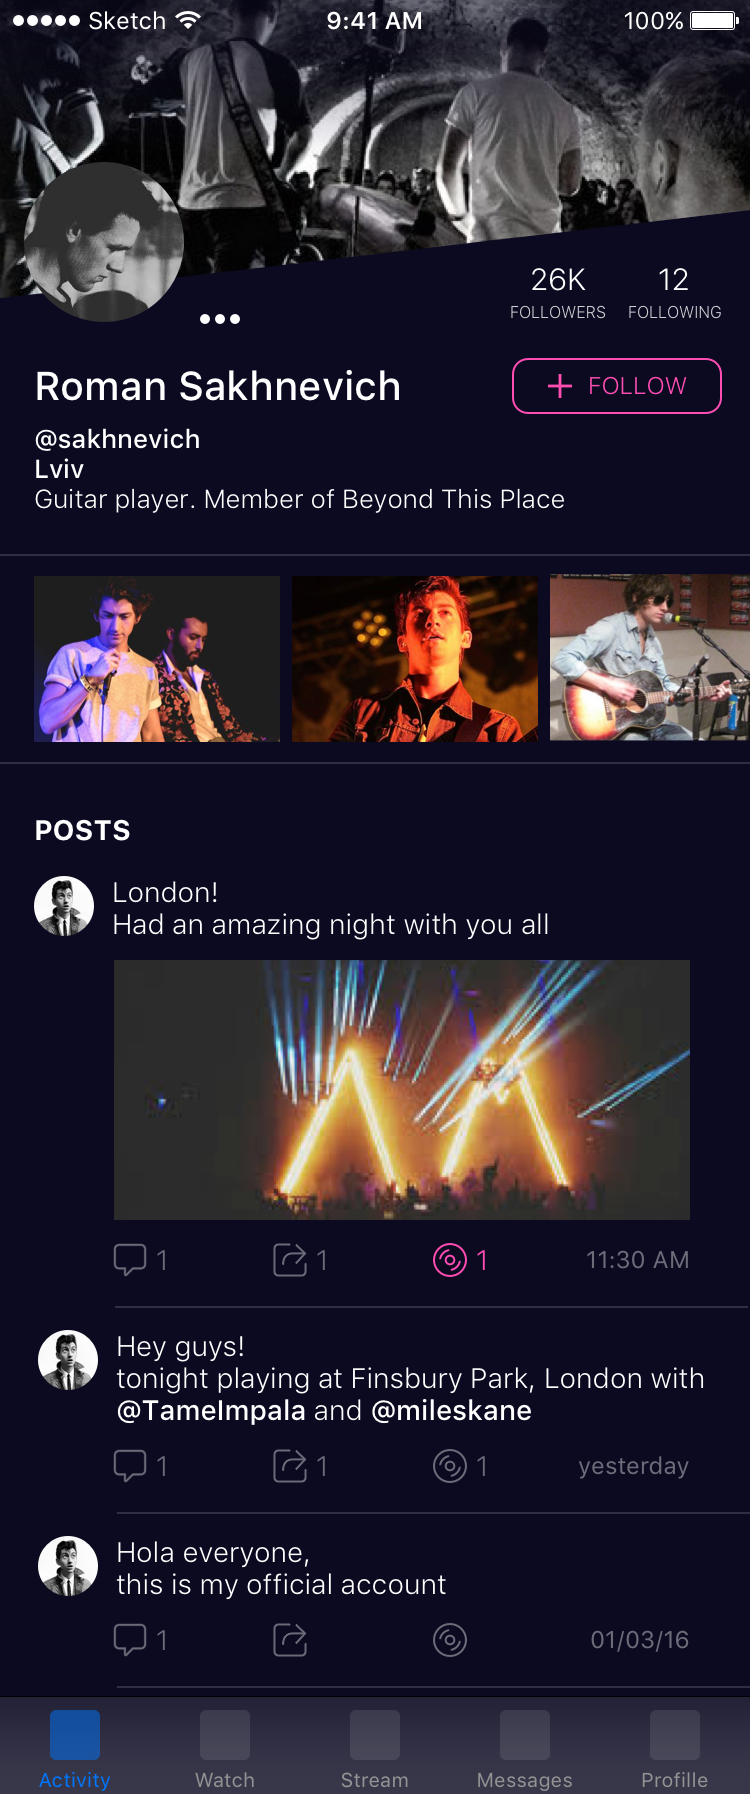 Sketch 9:41 AM 100%
26K 12
FOLLOWERS FOLLOWING
Roman Sakhnevich
FOLLOW
@sakhnevich
Lviv
Guitar player. Member of Beyond This Place
POSTS
London!
Had an amazing night with you all
1 1 1 11:30 AM
Hey guys!
tonight playing at Finsbury Park, London with
@TameImpala and @mileskane
1 1 1 yesterday
Hola everyone,
this is my official account
1 01/03/16
Activity Watch Stream Messages Profille